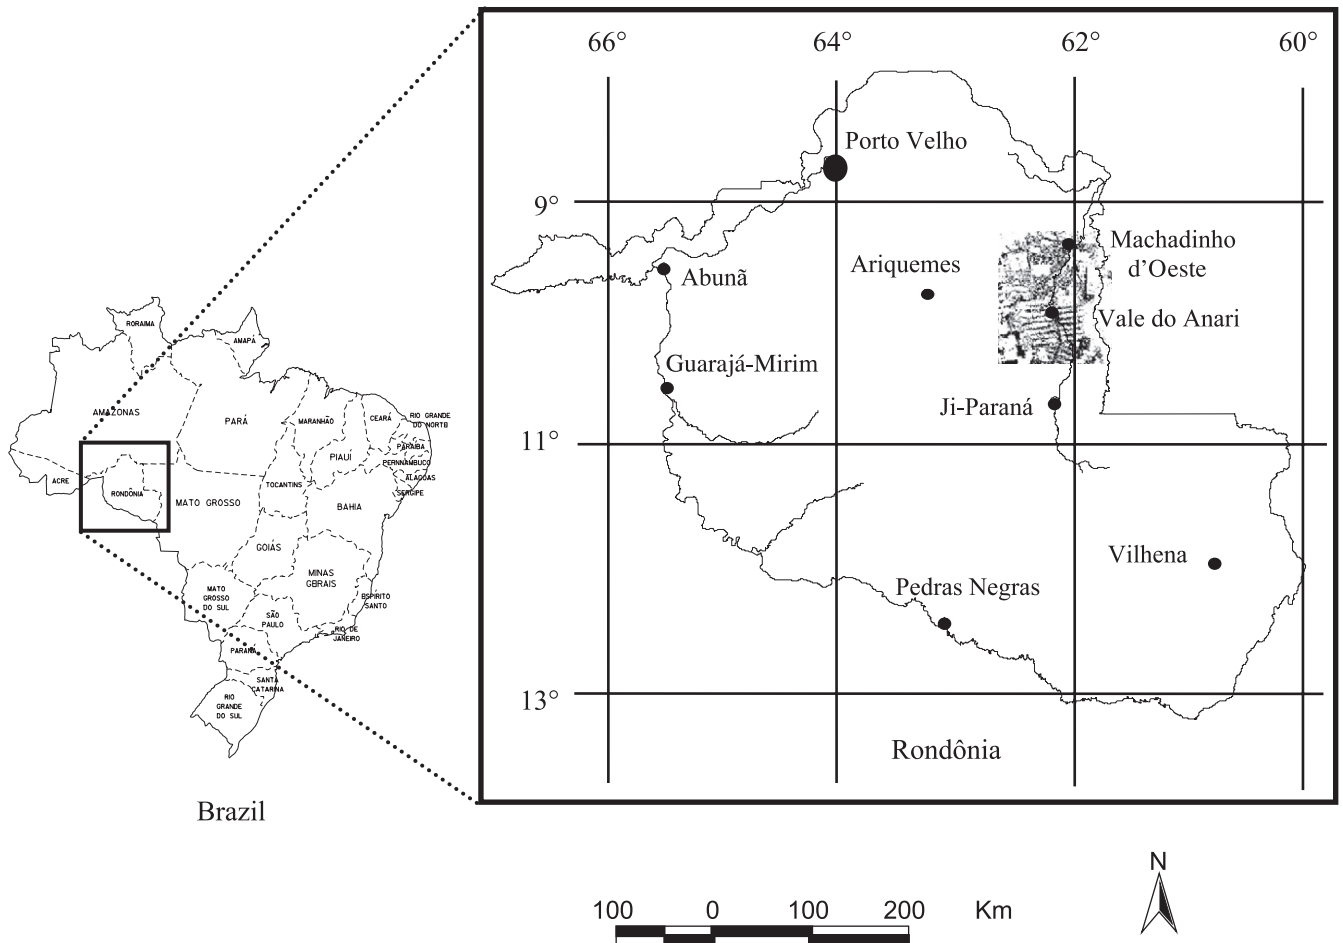 66° 64° 62° 60°
Porto Velho
9°
Machadinho
d'Oeste
Ariquemes
Abunã
Vale do Anari
Guarajá-Mirim
Ji-Paraná
11°
Vilhena
Pedras Negras
13°
Rondônia
RORAIMA
AMAPÁ
AMAZONAS
PARÁ
MARANHÃO
CEARÁ
RIO GRANDE
DO NORTE
PARAIBA
PIAUÍ
PERNNAMBUCO
ALAGOAS
SERGIPE
ACRE
RONDÔNIA
MATO GROSSO
TOCANTINS
BAHIA
GOIÁS
MINAS
GERAIS
MATO
GROSSO
DO SUL
ESPIRITO
SANTO
SÃO
PAULO
RIO DE
JANEIRO
PARANÁ
SANTA
CATARINA
RIO
GRANDE
DO SUL
Brazil
N
100 0 100 200 Km